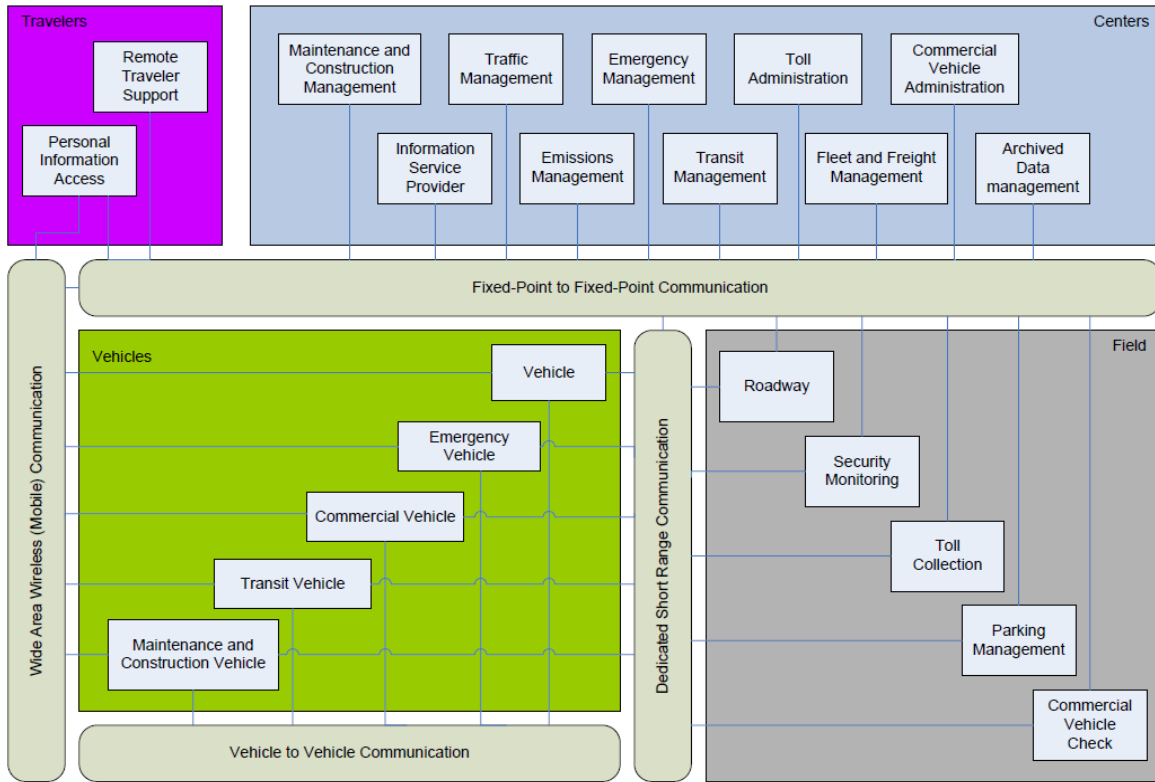 Travelers
Remote
Traveler
Support
Personal
Information
Access
Centers
Maintenance and
Construction
Management
Traffic
Management
Emergency
Management
Toll
Administration
Commercial
Vehicle
Administration
Information
Service
Provider
Emissions
Management
Transit
Management
Fleet and Freight
Management
Archived
Data
management
Wide Area Wireless (Mobile) Communication
Fixed-Point to Fixed-Point Communication
Vehicles
Vehicle
Emergency
Vehicle
Commercial Vehicle
Transit Vehicle
Maintenance and
Construction Vehicle
Vehicle to Vehicle Communication
Dedicated Short Range Communication
Field
Roadway
Security
Monitoring
Toll
Collection
Parking
Management
Commercial
Vehicle
Check